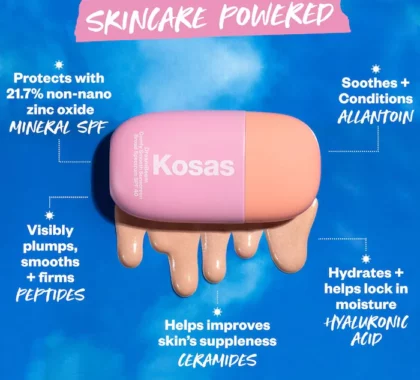 SKINCARE POWERED
Protects with
21.7% non-nano
zinc oxide
MINERAL SPF
Soothes +
Conditions
ALLANTOIN
Kosas
Visibly
plumps,
smooths
+ firms
PEPTIDES
Helps improves
skin's suppleness
CERAMIDES
Hydrates +
helps lock in
moisture
HYALURONIC
ACID